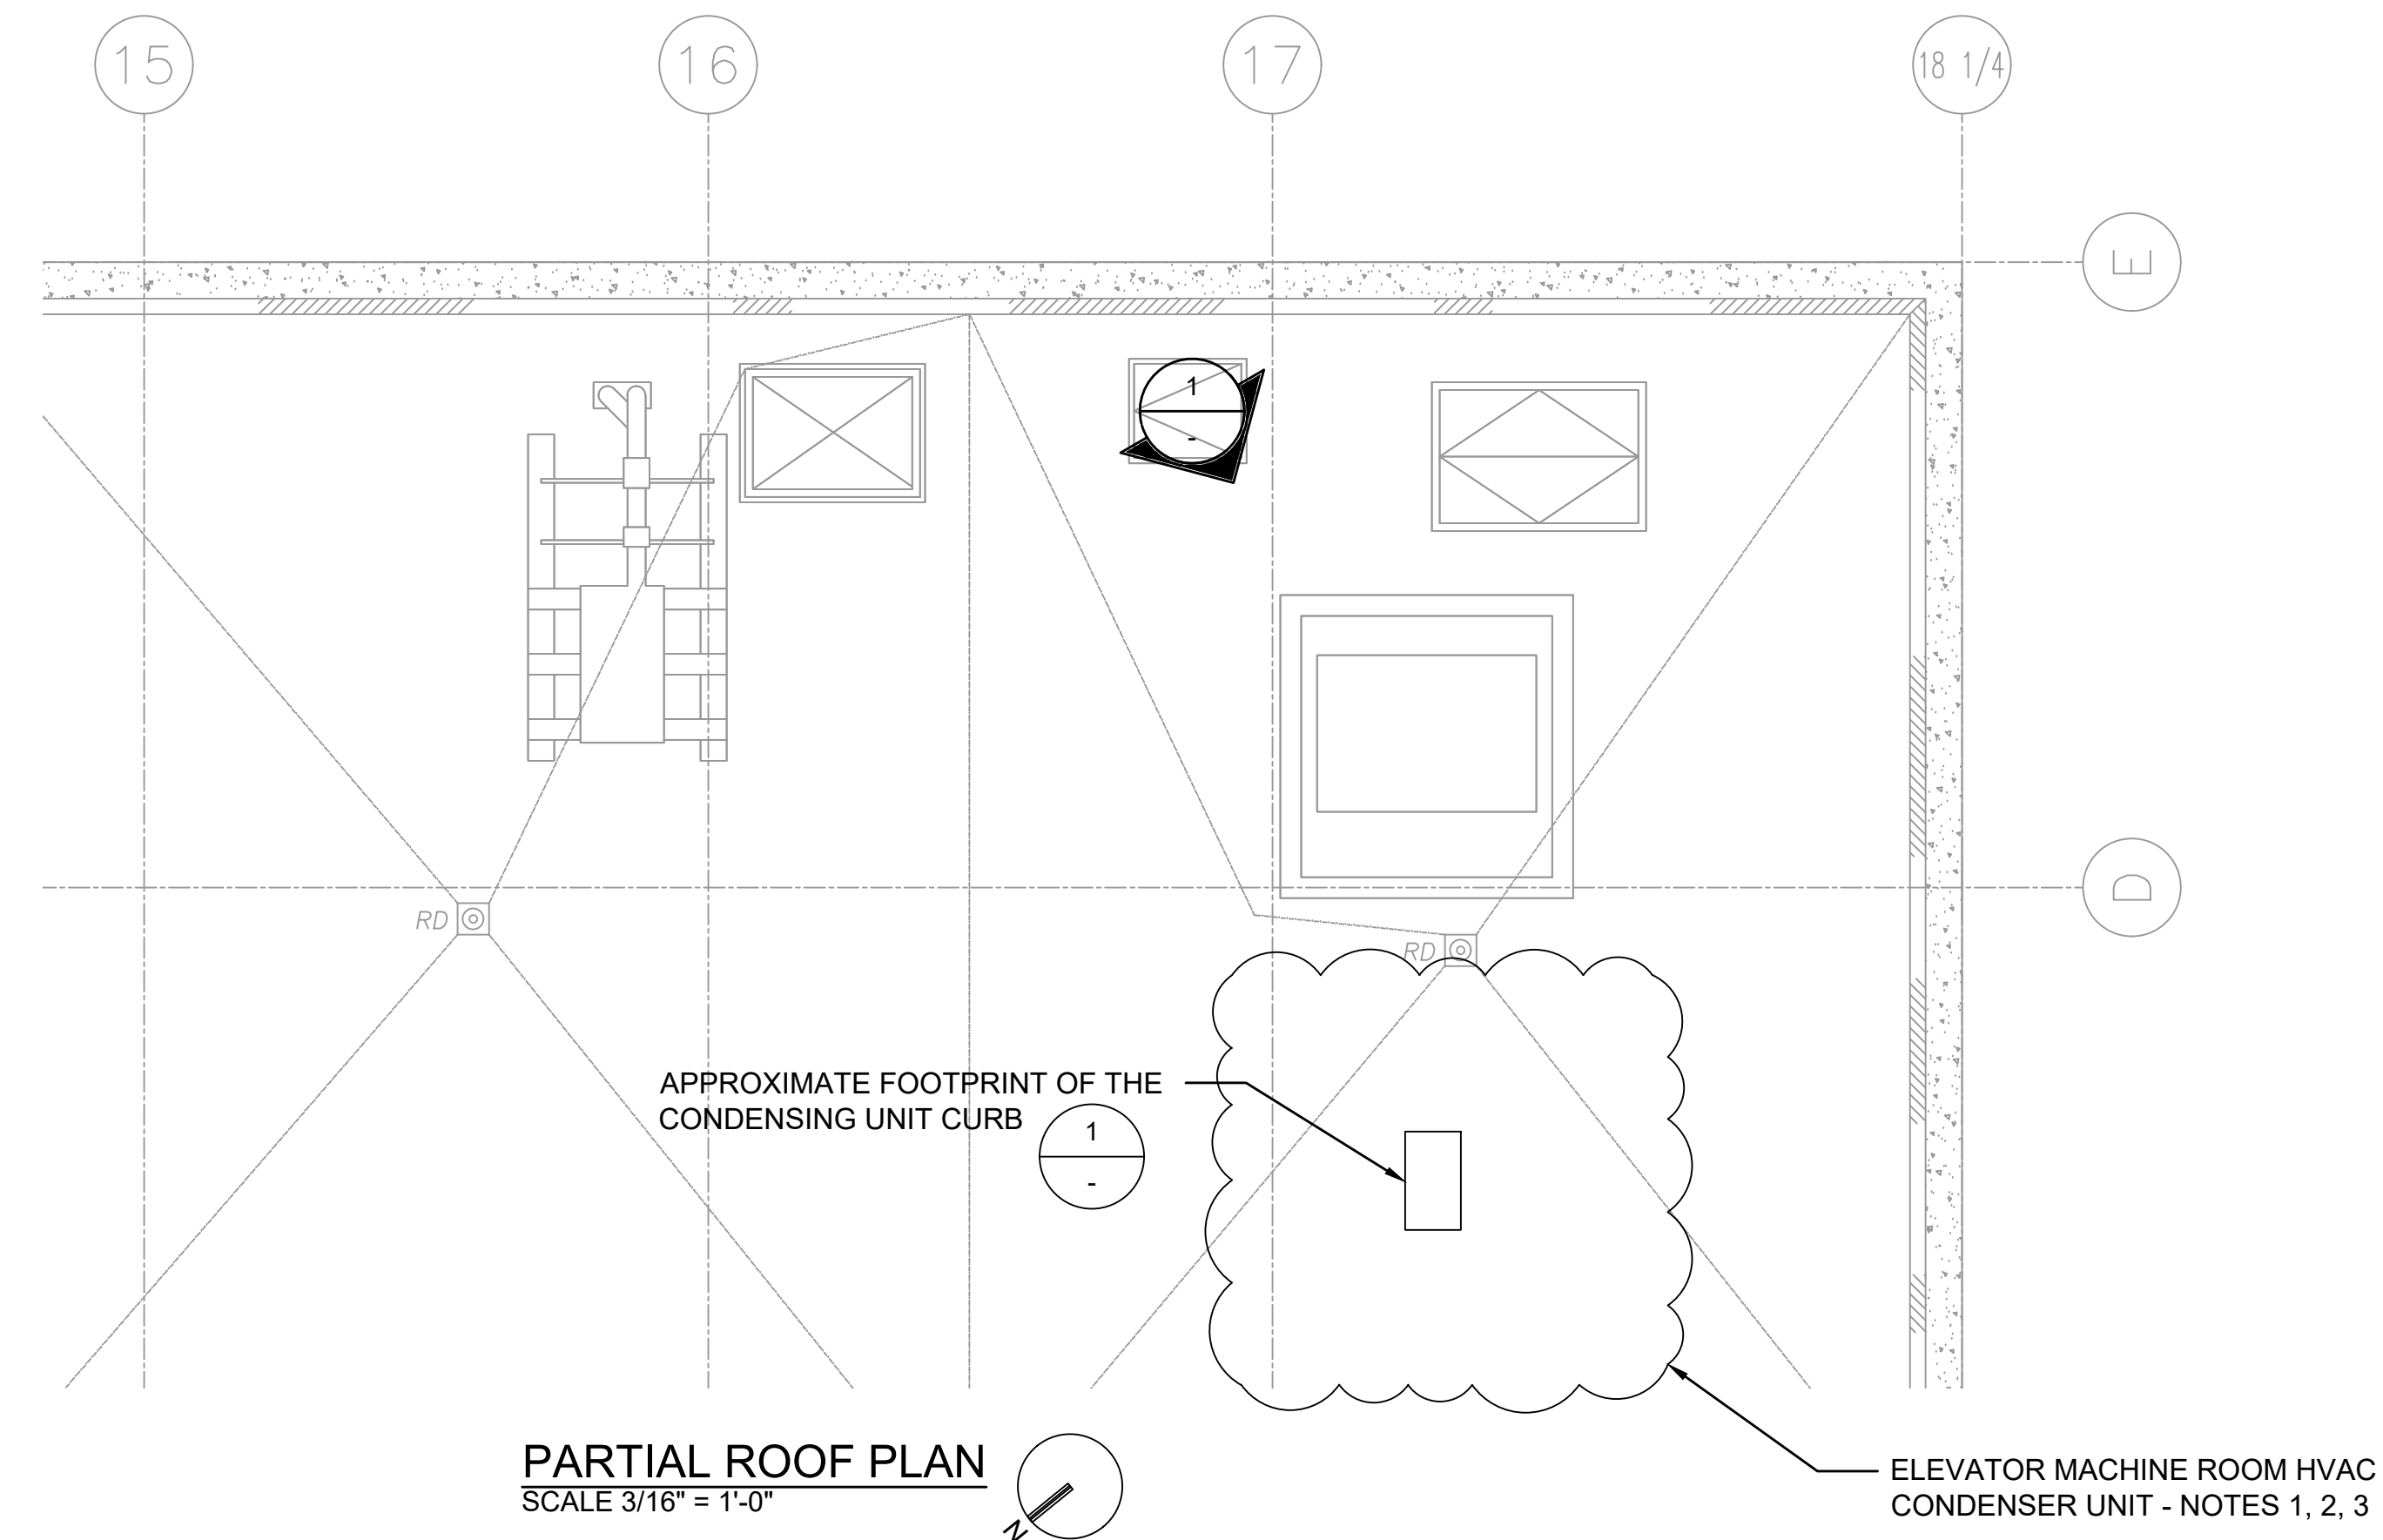 15
16
17
18 1/4
E
1
-
D
RD
RD
APPROXIMATE FOOTPRINT OF THE
CONDENSING UNIT CURB
1
-
PARTIAL ROOF PLAN
SCALE 3/16" = 1'-0"
N
ELEVATOR MACHINE ROOM HVAC
CONDENSER UNIT - NOTES 1, 2, 3